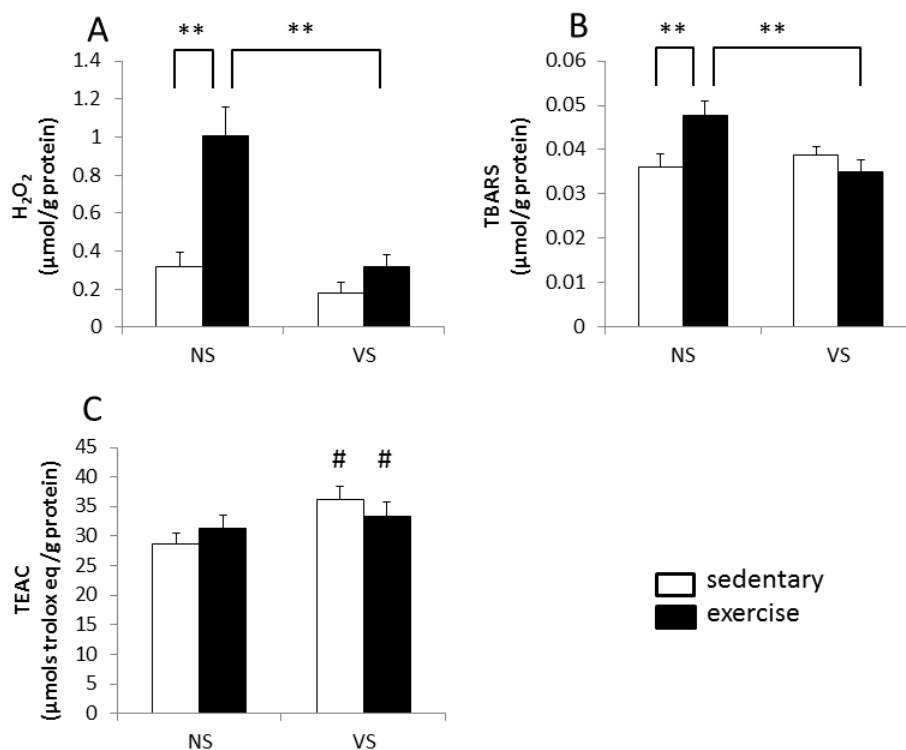 A
** **
H₂O₂
(μmol/g protein)
1.4
1.2
1
0.8
0.6
0.4
0.2
0
NS VS
B
** **
TBARS
(μmol/g protein)
0.06
0.05
0.04
0.03
0.02
0.01
0
NS VS
C
# #
TEAC
(μmols trolox eq/g protein)
45
40
35
30
25
20
15
10
5
0
NS VS
sedentary
exercise